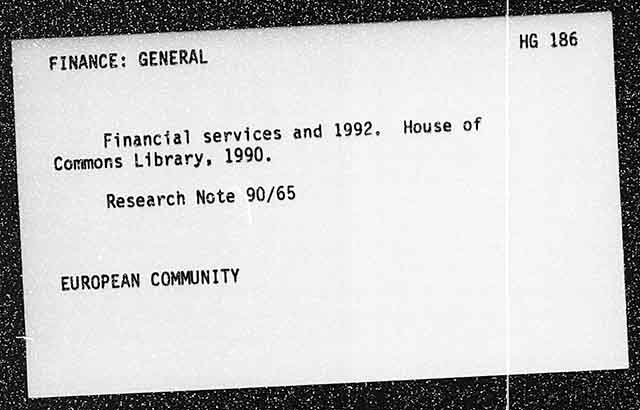 FINANCE: GENERAL
HG 186
Financial services and 1992. House of
Commons Library, 1990.
Research Note 90/65
EUROPEAN COMMUNITY